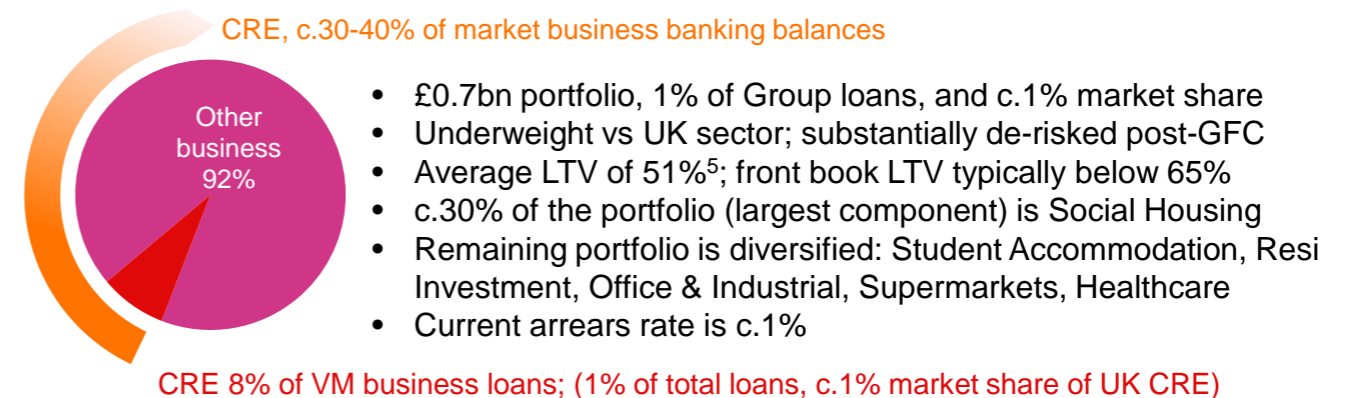 CRE, c.30-40% of market business banking balances
Other
business
92%
• £0.7bn portfolio, 1% of Group loans, and c.1% market share
• Underweight vs UK sector; substantially de-risked post-GFC
• Average LTV of 51%⁵; front book LTV typically below 65%
• c.30% of the portfolio (largest component) is Social Housing
• Remaining portfolio is diversified: Student Accommodation, Resi
Investment, Office & Industrial, Supermarkets, Healthcare
• Current arrears rate is c.1%
CRE 8% of VM business loans; (1% of total loans, c.1% market share of UK CRE)